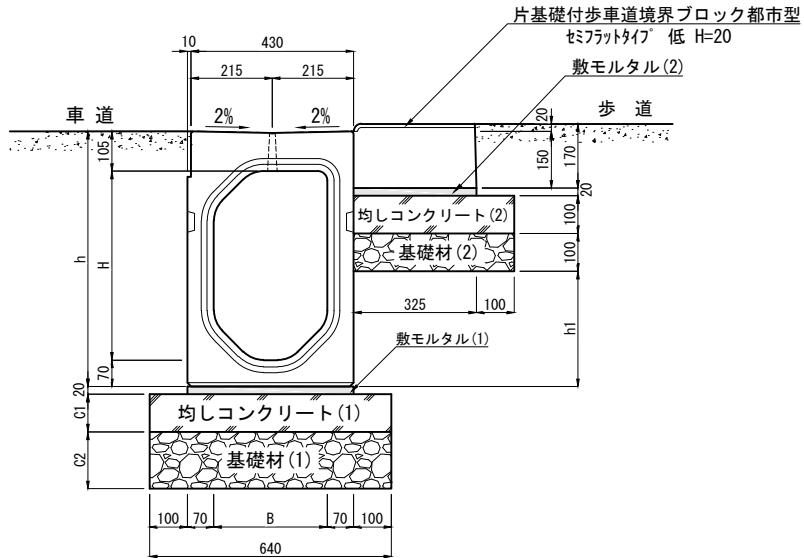 片基礎付歩車道境界ブロック都市型
セミフラットタイプ 低 H=20
敷モルタル(2)
10
430
215
215
車 道
2%
2%
歩 道
20
105
150
170
20
均しコンクリート(2)
100
基礎材(2)
100
h
H
325
100
h1
敷モルタル(1)
70
20
C1
均しコンクリート(1)
C2
基礎材(1)
100
70
B
70
100
640